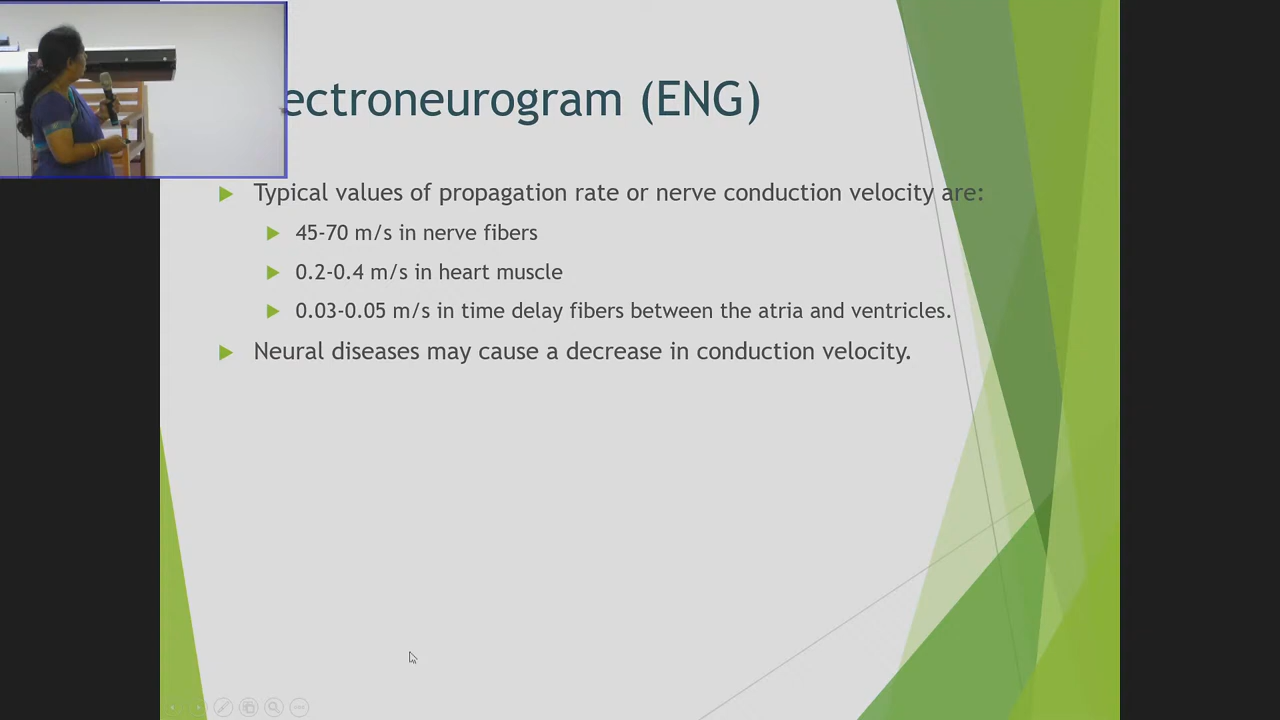 ectroneurogram (ENG)
Typical values of propagation rate or nerve conduction velocity are:
45-70 m/s in nerve fibers
0.2-0.4 m/s in heart muscle
0.03-0.05 m/s in time delay fibers between the atria and ventricles.
Neural diseases may cause a decrease in conduction velocity.